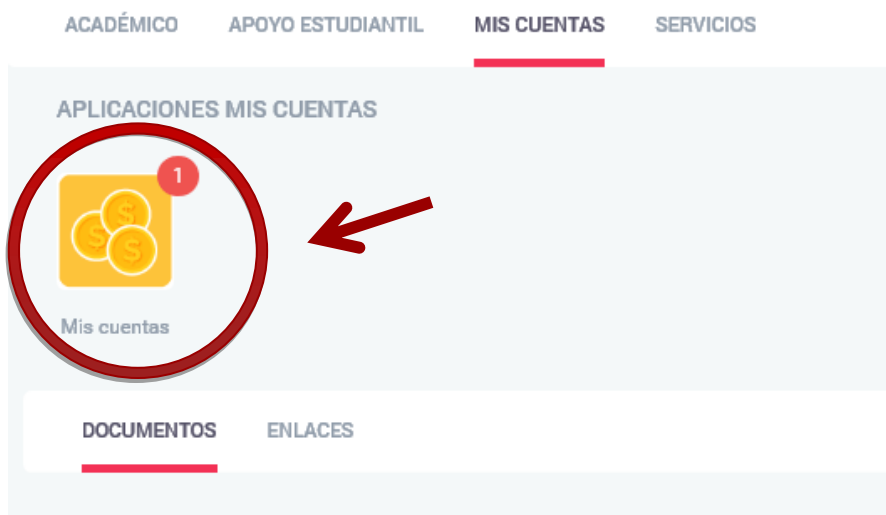 ACADÉMICO APOYO ESTUDIANTIL MIS CUENTAS SERVICIOS
APLICACIONES MIS CUENTAS
1
$
$ $
Mis cuentas
DOCUMENTOS ENLACES